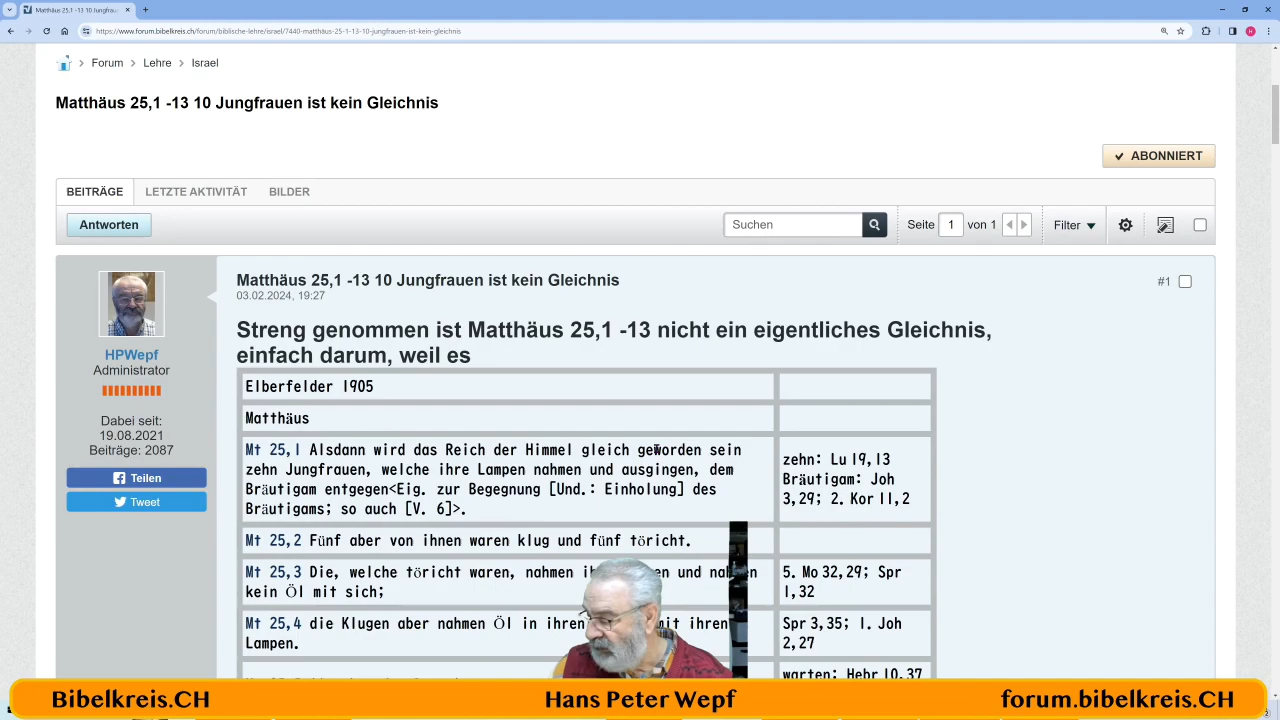 Matthäus 25,1 -13 10 Jungfrau
https://www.forum.bibelkreis.ch/forum/biblische-lehre/israel/7440-matthäus-25-1-13-10-jungfrauen-ist-kein-gleichnis
Forum > Lehre > Israel
Matthäus 25,1 -13 10 Jungfrauen ist kein Gleichnis
ABONNIERT
BEITRÄGE LETZTE AKTIVITÄT BILDER
Antworten Suchen Seite 1 von 1 Filter
Matthäus 25,1 -13 10 Jungfrauen ist kein Gleichnis #1
03.02.2024, 19:27
Streng genommen ist Matthäus 25,1 -13 nicht ein eigentliches Gleichnis,
einfach darum, weil es
HPWepf
Administrator
Dabei seit:
19.08.2021
Beiträge: 2087
Teilen
Tweet
Elberfelder 1905
Matthäus
Mt 25,1 Alsdann wird das Reich der Himmel gleich geworden sein
zehn Jungfrauen, welche ihre Lampen nahmen und ausgingen, dem
Bräutigam entgegen<Eig. zur Begegnung [Und.: Einholung] des
Bräutigams; so auch [V. 6]>.
zehn: Lu 19,13
Bräutigam: Joh
3,29; 2. Kor 11,2
Mt 25,2 Fünf aber von ihnen waren klug und fünf töricht.
Mt 25,3 Die, welche töricht waren, nahmen und
kein Öl mit sich;
5. Mo 32,29; Spr
1,32
Mt 25,4 die Klugen aber nahmen Öl in ihren mit ihren
Lampen.
Spr 3,35; 1. Joh
2,27
warten: Hebr 10,37
Bibelkreis.CH Hans Peter Wepf forum.bibelkreis.CH